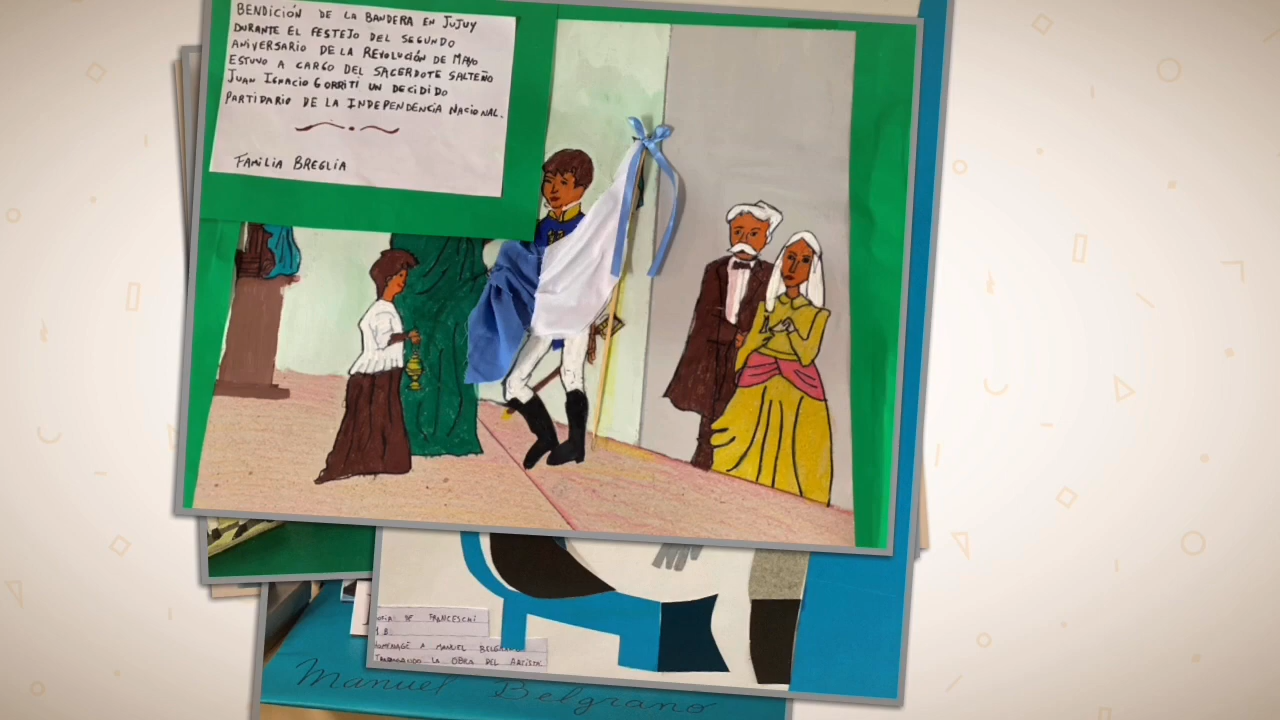 BENDICIÓN DE LA BANDERA EN JUJUY
DURANTE EL FESTEJO DEL SEGUNDO
ANIVERSARIO DE LA REVOLUCIÓN DE MAYO
ESTUVO A CARGO DEL SACERDOTE SALTEÑO
JUAN IGNACIO GORRITI UN DECIDIDO
PARTIDARIO DE LA INDEPENDENCIA NACIONAL.
FAMILIA BREGLIA
DE FRANCESCHI
B
A MANUEL
LA OBRA DEL ARTISTA
Manuel Belgrano